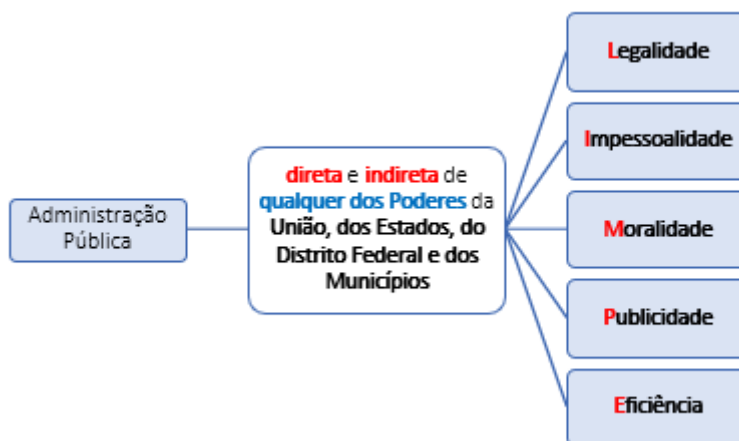 Administração
Pública
direta e indireta de
qualquer dos Poderes da
União, dos Estados, do
Distrito Federal e dos
Municípios
Legalidade
Impessoalidade
Moralidade
Publicidade
Eficiência